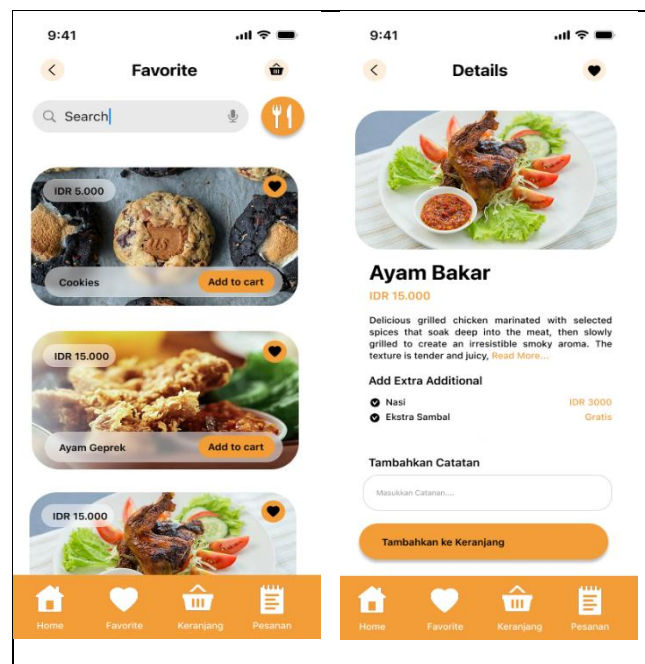 9:41
Favorite
Search
IDR 5.000
Cookies
Add to cart
IDR 15.000
Ayam Geprek
Add to cart
IDR 15.000
Home
Favorite
Keranjang
Pesanan
9:41
Details
Ayam Bakar
IDR 15.000
Delicious grilled chicken marinated with selected
spices that soak deep into the meat, then slowly
grilled to create an irresistible smoky aroma. The
texture is tender and juicy, Read More...
Add Extra Additional
Nasi IDR 3000
Ekstra Sambal Gratis
Tambahkan Catatan
Masukkan Catanan....
Tambahkan ke Keranjang
Home
Favorite
Keranjang
Pesanan